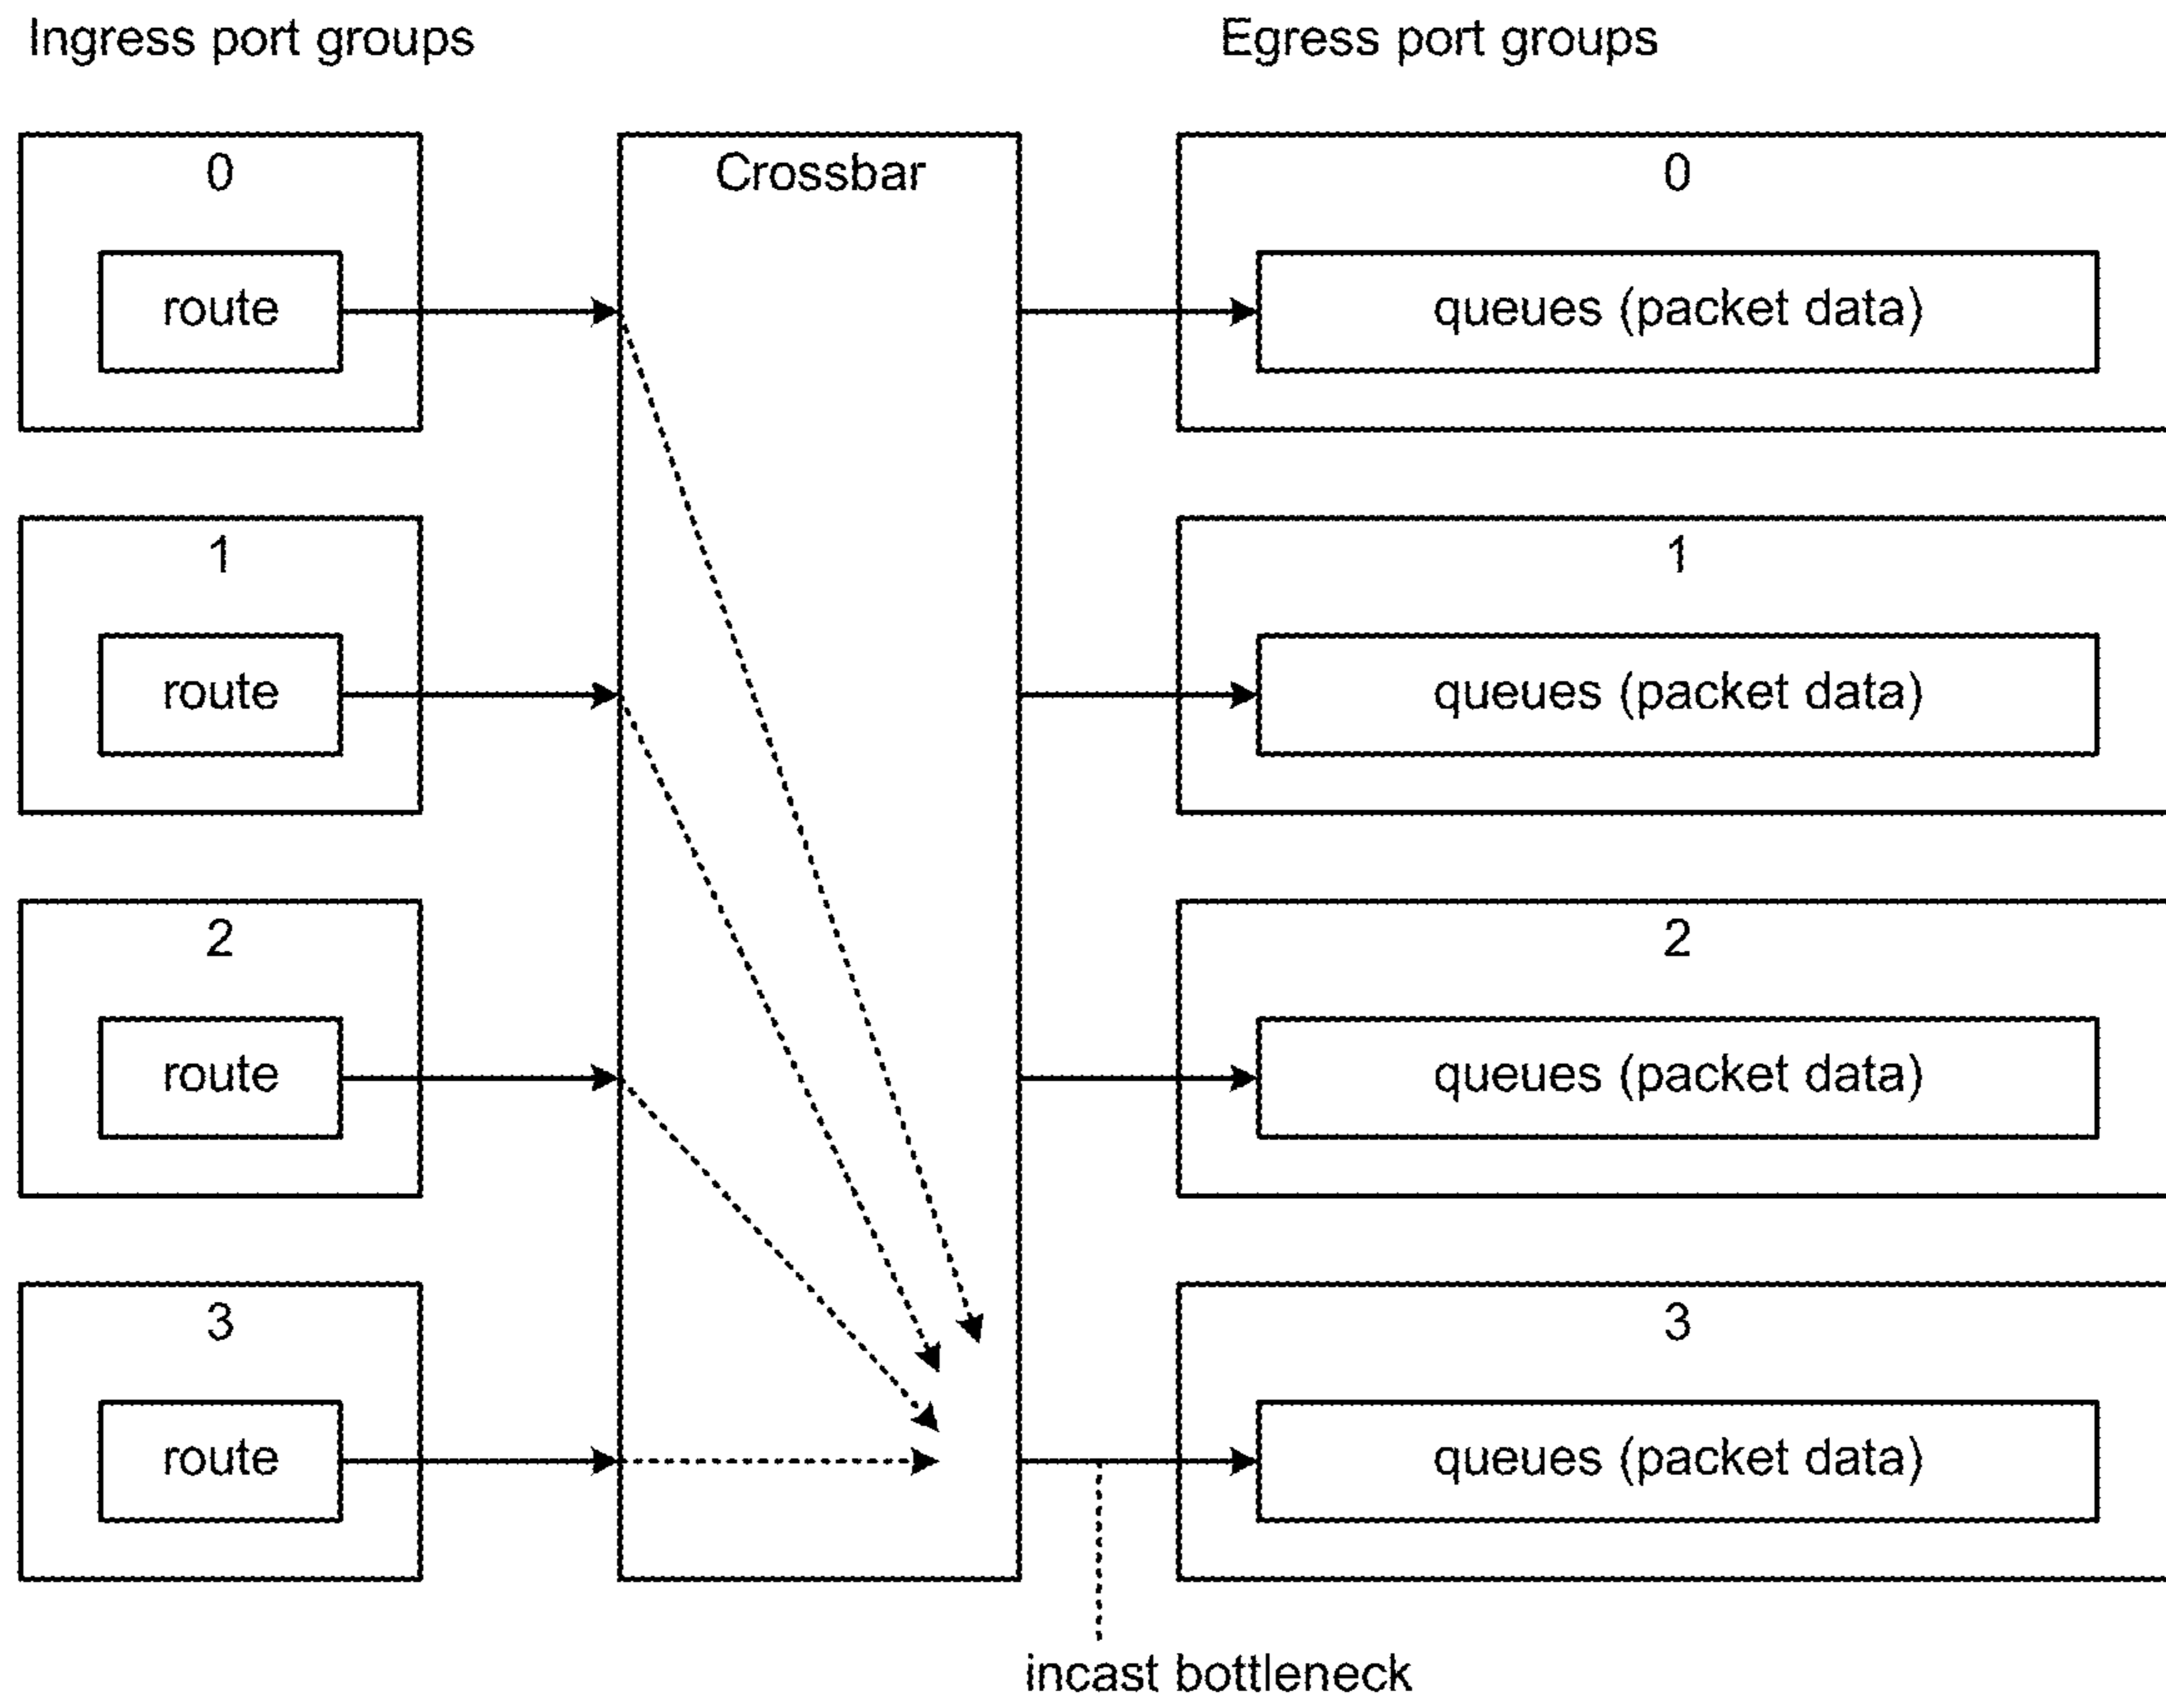 Ingress port groups
Egress port groups
0
Crossbar
0
route
queues (packet data)
1
1
route
queues (packet data)
2
2
route
queues (packet data)
3
3
route
queues (packet data)
incast bottleneck